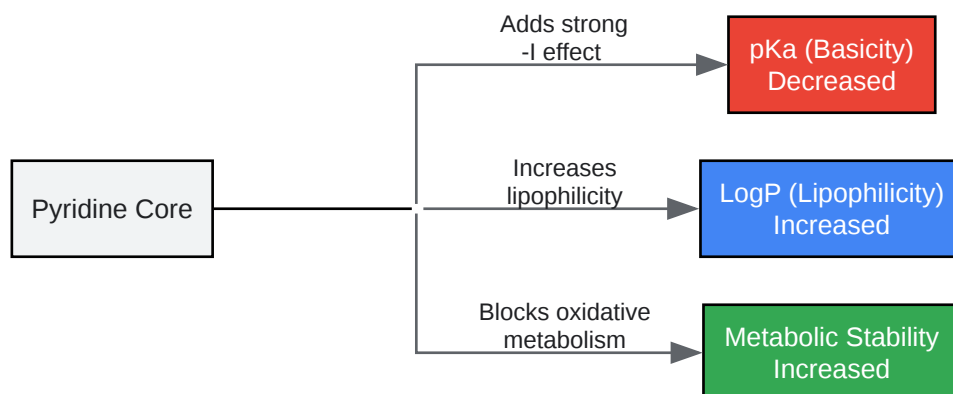 Adds strong
-I effect
pKa (Basicity)
Decreased
Pyridine Core
Increases
lipophilicity
LogP (Lipophilicity)
Increased
Blocks oxidative
metabolism
Metabolic Stability
Increased